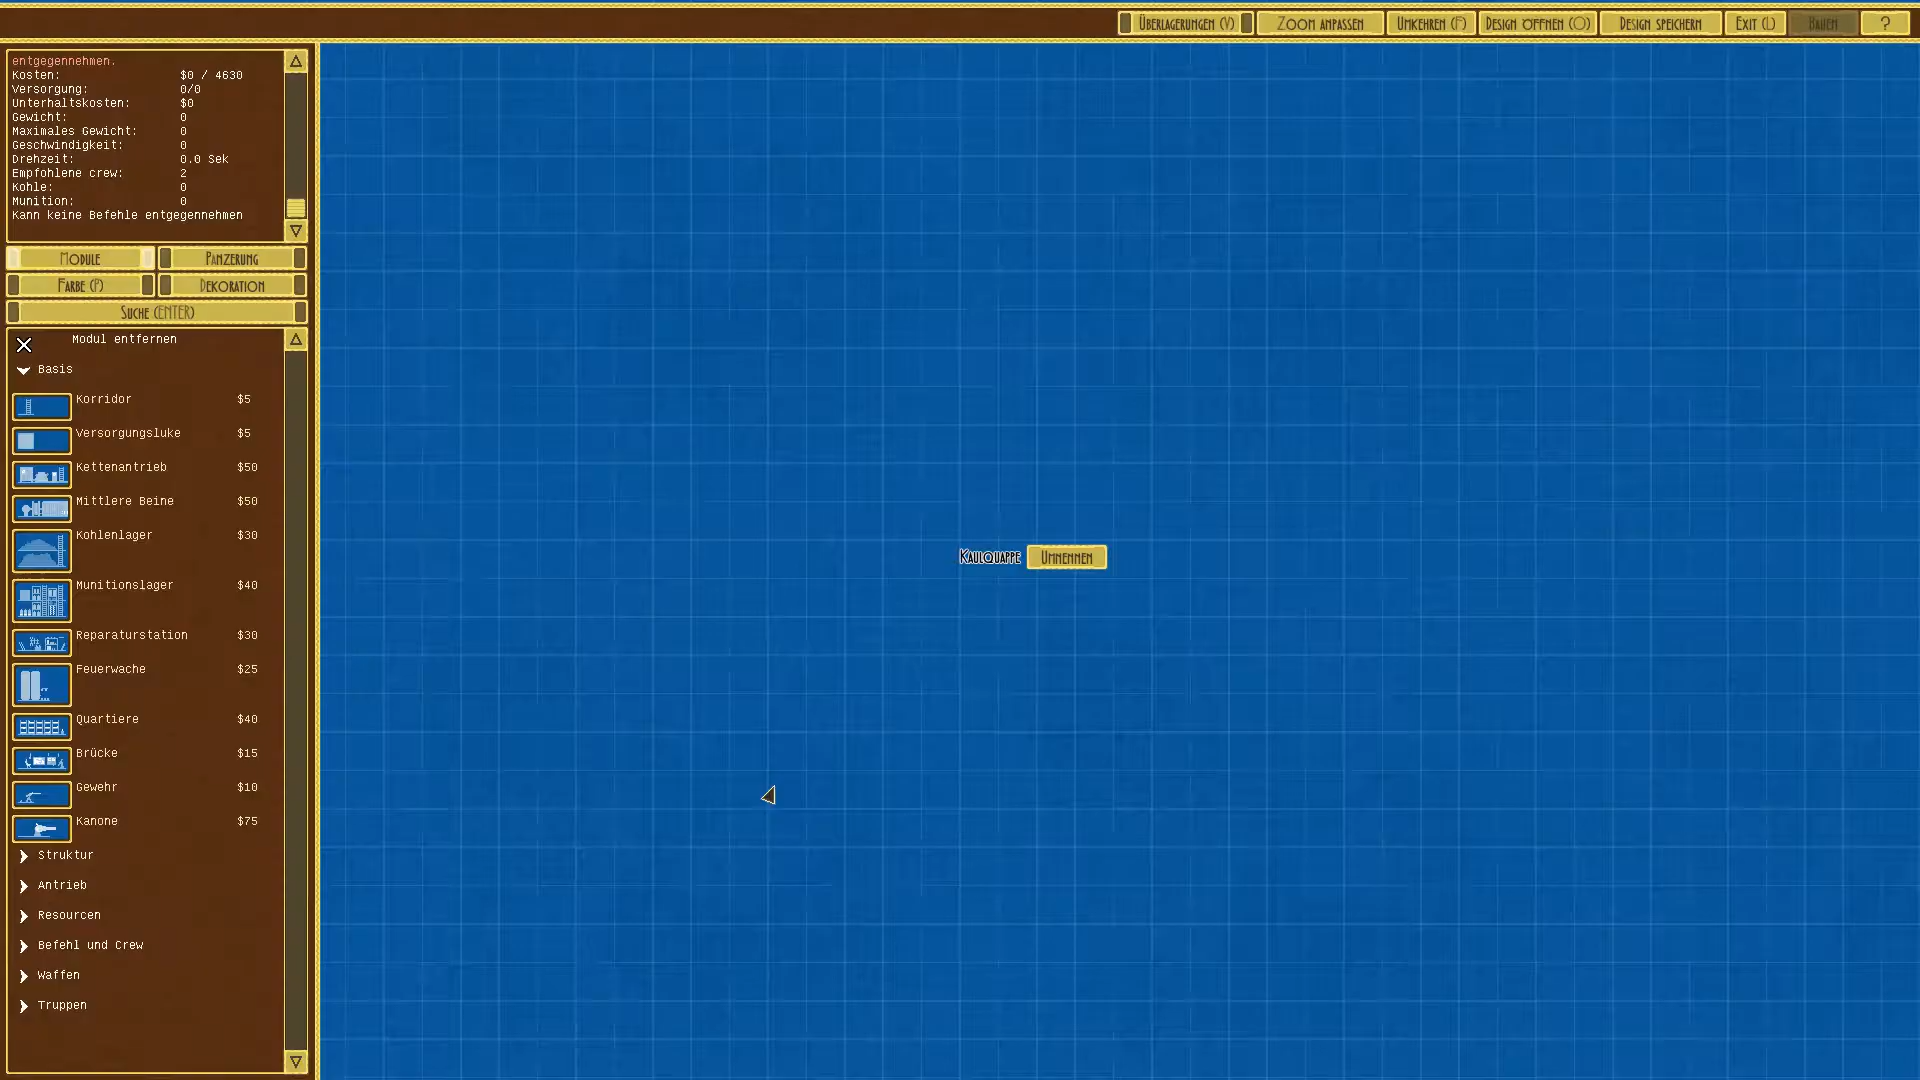 Überlagerungen (V) Zoom anpassen Umkehren (F) Design öffnen (O) Design speichern Exit (L) Bauen ?
entgegennehmen.
Kosten: $0 / 4630
Versorgung: 0/0
Unterhaltskosten: $0
Gewicht: 0
Maximales Gewicht: 0
Geschwindigkeit: 0
Drehzeit: 0.0 Sek
Empfohlene crew: 2
Kohle: 0
Munition: 0
Kann keine Befehle entgegennehmen
Module Panzerung
Farbe (P) Dekoration
Suche (ENTER)
Modul entfernen
Basis
Korridor $5
Versorgungsluke $5
Kettenantrieb $50
Mittlere Beine $50
Kohlenlager $30
Munitionslager $40
Kaulquappe Umnennen
Reparaturstation $30
Feuerwache $25
Quartiere $40
Brücke $15
Gewehr $10
Kanone $75
Struktur
Antrieb
Resourcen
Befehl und Crew
Waffen
Truppen